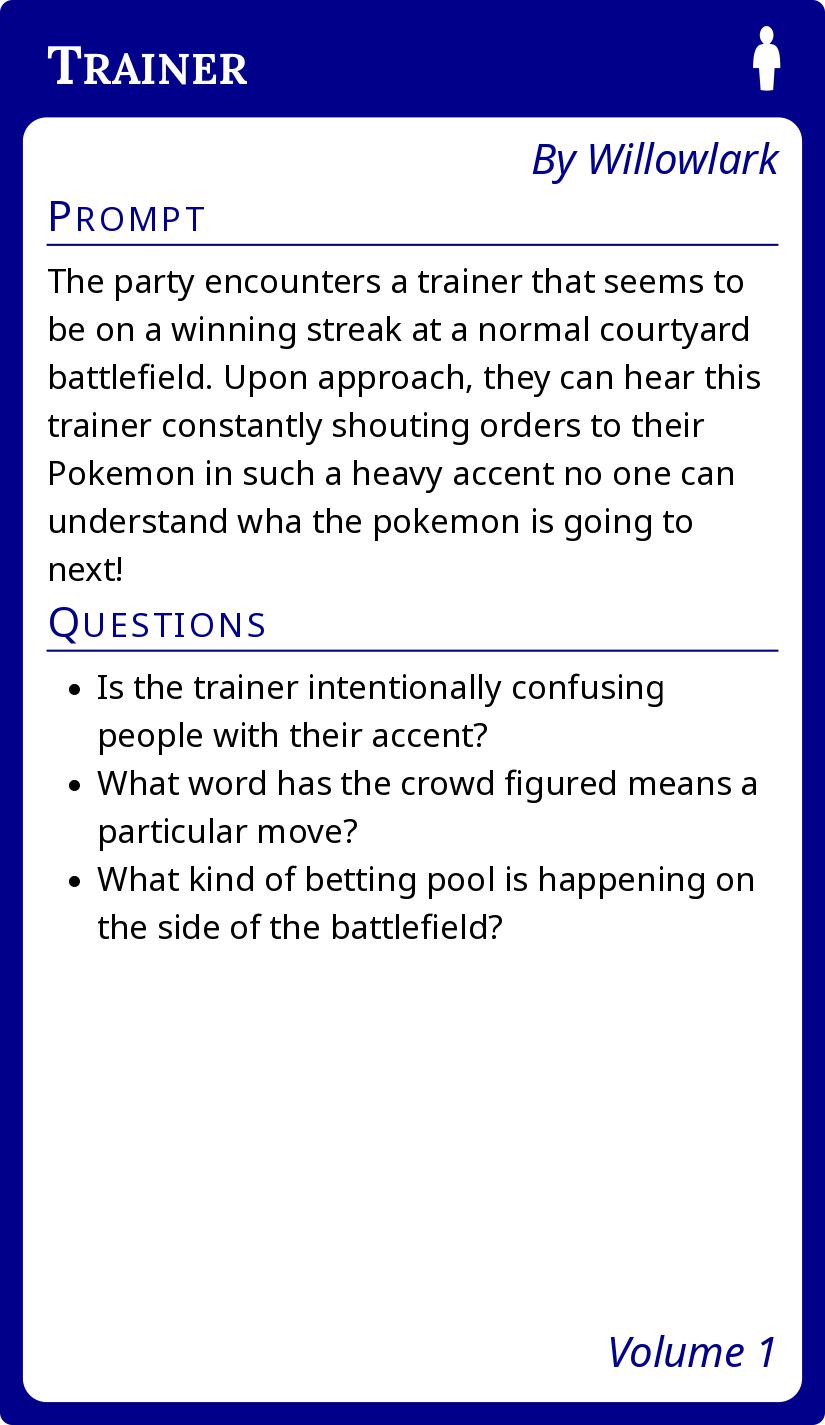 Trainer
By Willowlark
Prompt
The party encounters a trainer that seems to
be on a winning streak at a normal courtyard
battlefield. Upon approach, they can hear this
trainer constantly shouting orders to their
Pokemon in such a heavy accent no one can
understand wha the pokemon is going to
next!
Questions
• Is the trainer intentionally confusing
people with their accent?
• What word has the crowd figured means a
particular move?
• What kind of betting pool is happening on
the side of the battlefield?
Volume 1